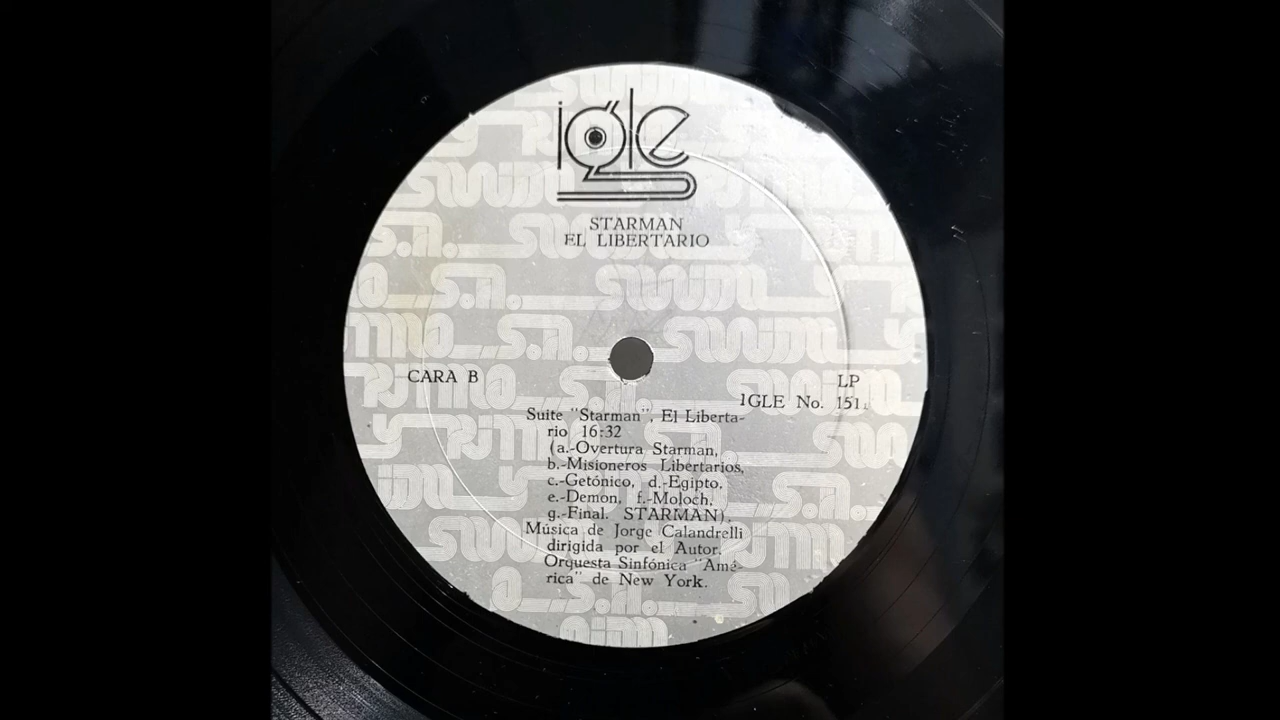 igle
STARMAN
EL LIBERTARIO
CARA B
LP
IGLE No. 151
Suite "Starman", El Liberta-
rio 16:32
(a.-Overtura Starman,
b.-Misioneros Libertarios,
c.-Getónico, d.-Egipto,
e.-Demon, f.-Moloch,
g.-Final. STARMAN),
Música de Jorge Calandrelli
dirigida por el Autor.
Orquesta Sinfónica "Amé-
rica" de New York.